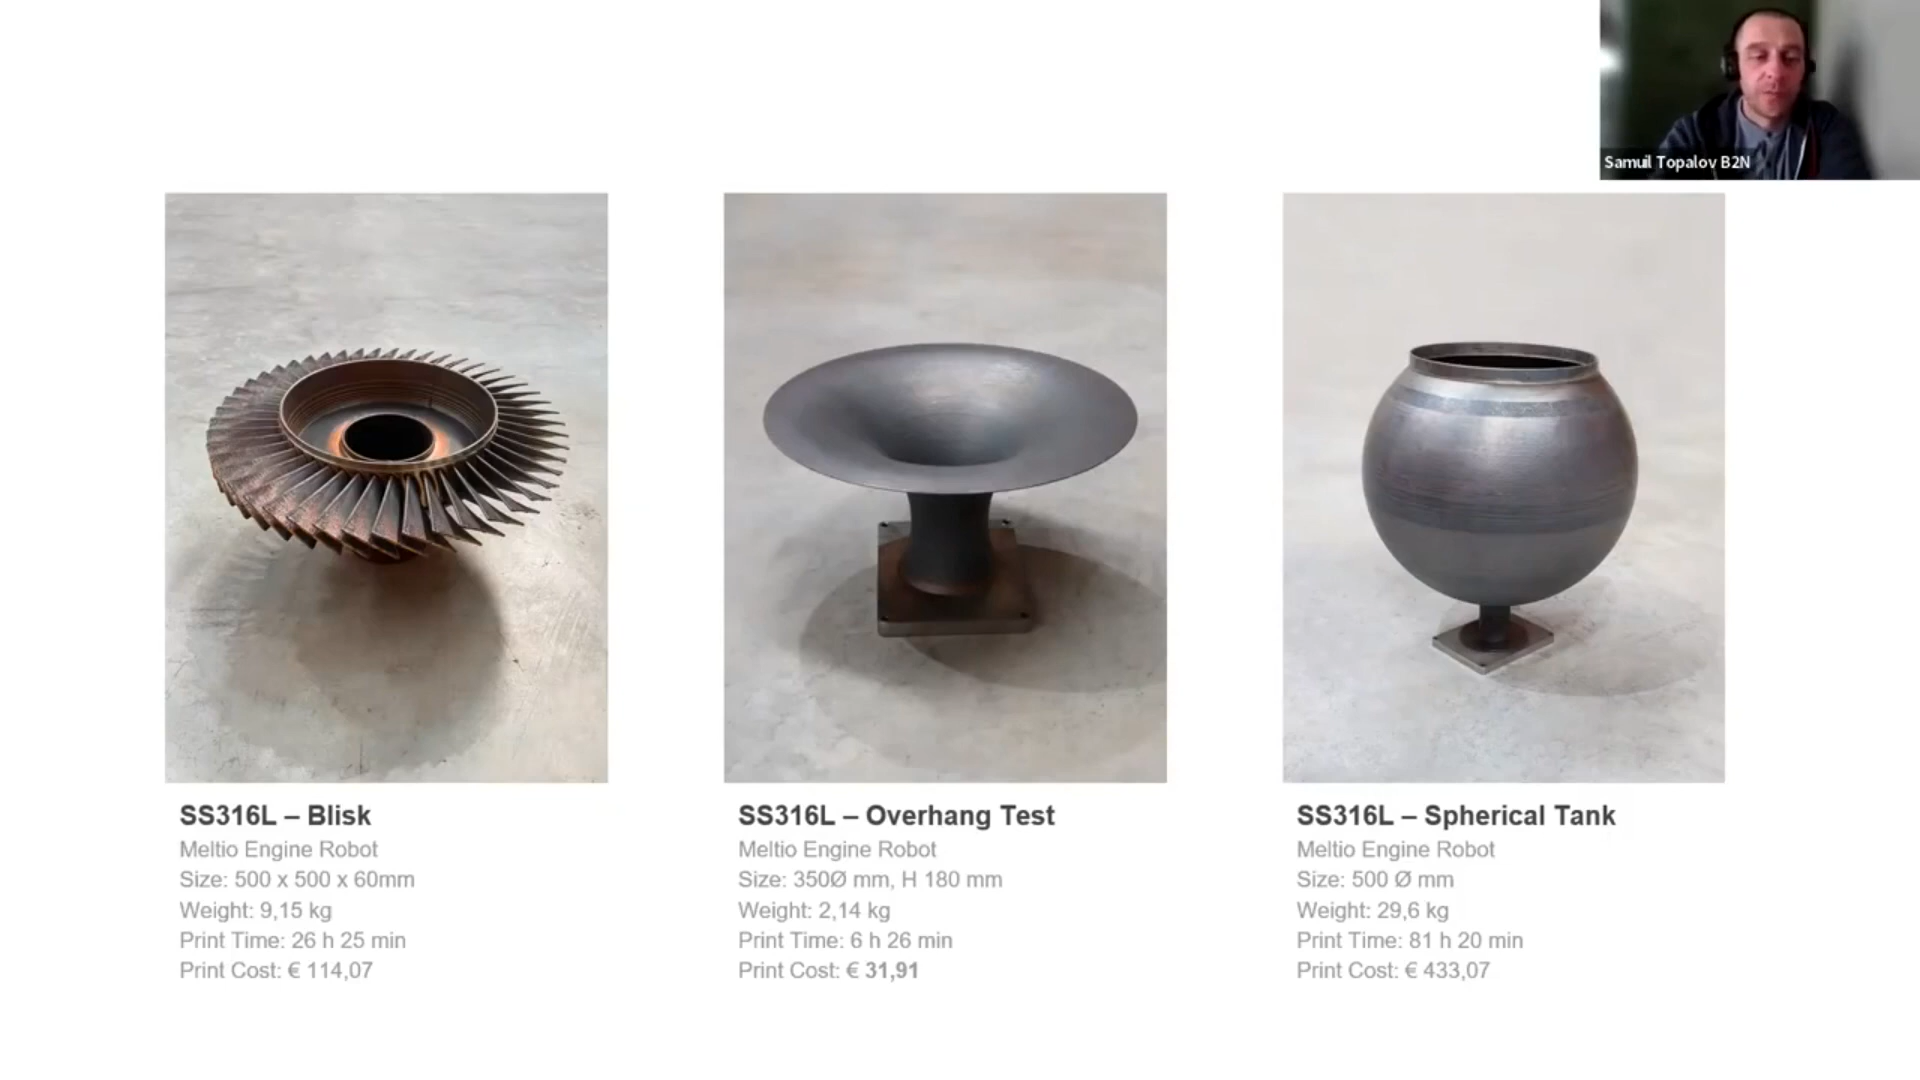 Samuil Topalov B2N
SS316L – Blisk
Meltio Engine Robot
Size: 500 x 500 x 60mm
Weight: 9,15 kg
Print Time: 26 h 25 min
Print Cost: € 114,07
SS316L – Overhang Test
Meltio Engine Robot
Size: 350Ø mm, H 180 mm
Weight: 2,14 kg
Print Time: 6 h 26 min
Print Cost: € 31,91
SS316L – Spherical Tank
Meltio Engine Robot
Size: 500 Ø mm
Weight: 29,6 kg
Print Time: 81 h 20 min
Print Cost: € 433,07